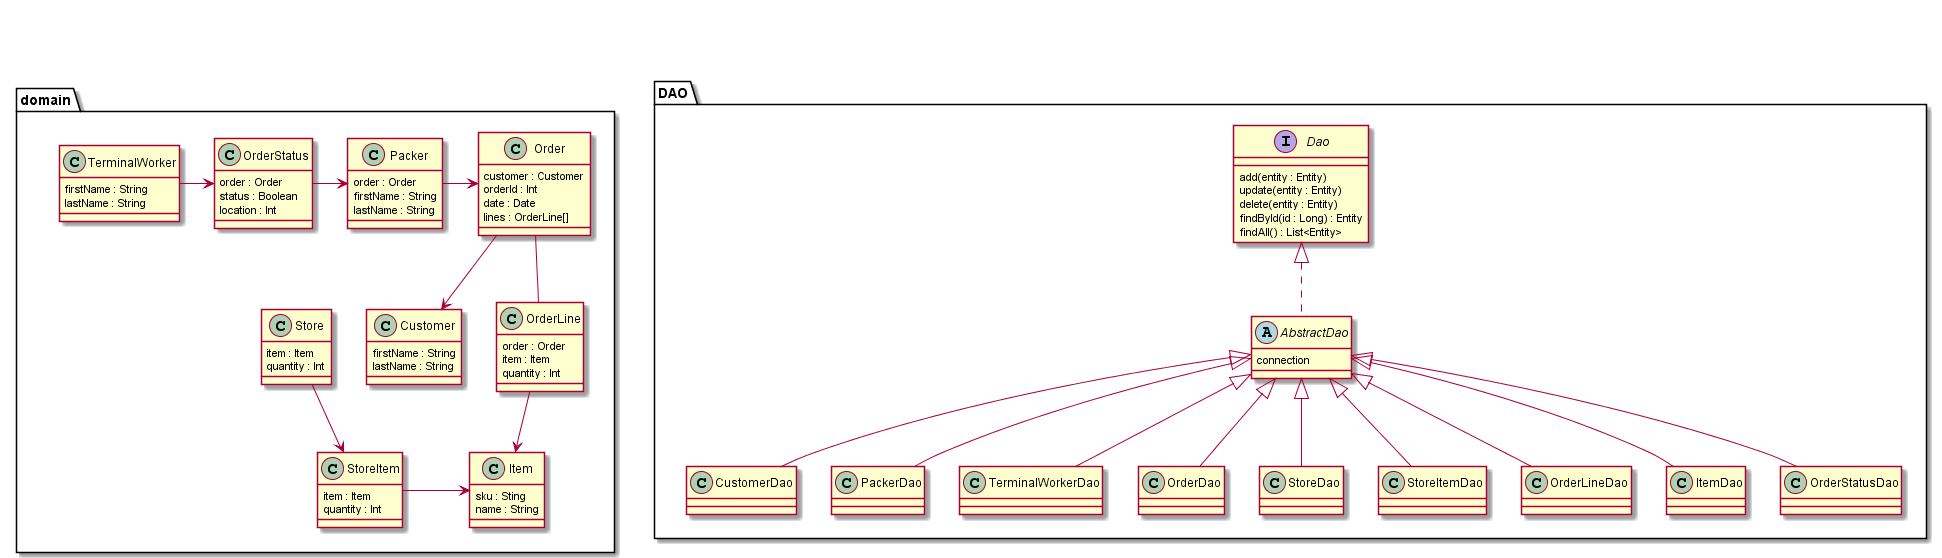 domain
C TerminalWorker
firstName : String
lastName : String
C OrderStatus
order : Order
status : Boolean
location : Int
C Packer
order : Order
firstName : String
lastName : String
C Order
customer : Customer
orderId : Int
date : Date
lines : OrderLine[]
C Store
item : Item
quantity : Int
C Customer
firstName : String
lastName : String
C OrderLine
order : Order
item : Item
quantity : Int
C StoreItem
item : Item
quantity : Int
C Item
sku : Sting
name : String
DAO
I Dao
add(entity : Entity)
update(entity : Entity)
delete(entity : Entity)
findById(id : Long) : Entity
findAll() : List<Entity>
A AbstractDao
connection
C CustomerDao
C PackerDao
C TerminalWorkerDao
C OrderDao
C StoreDao
C StoreItemDao
C OrderLineDao
C ItemDao
C OrderStatusDao